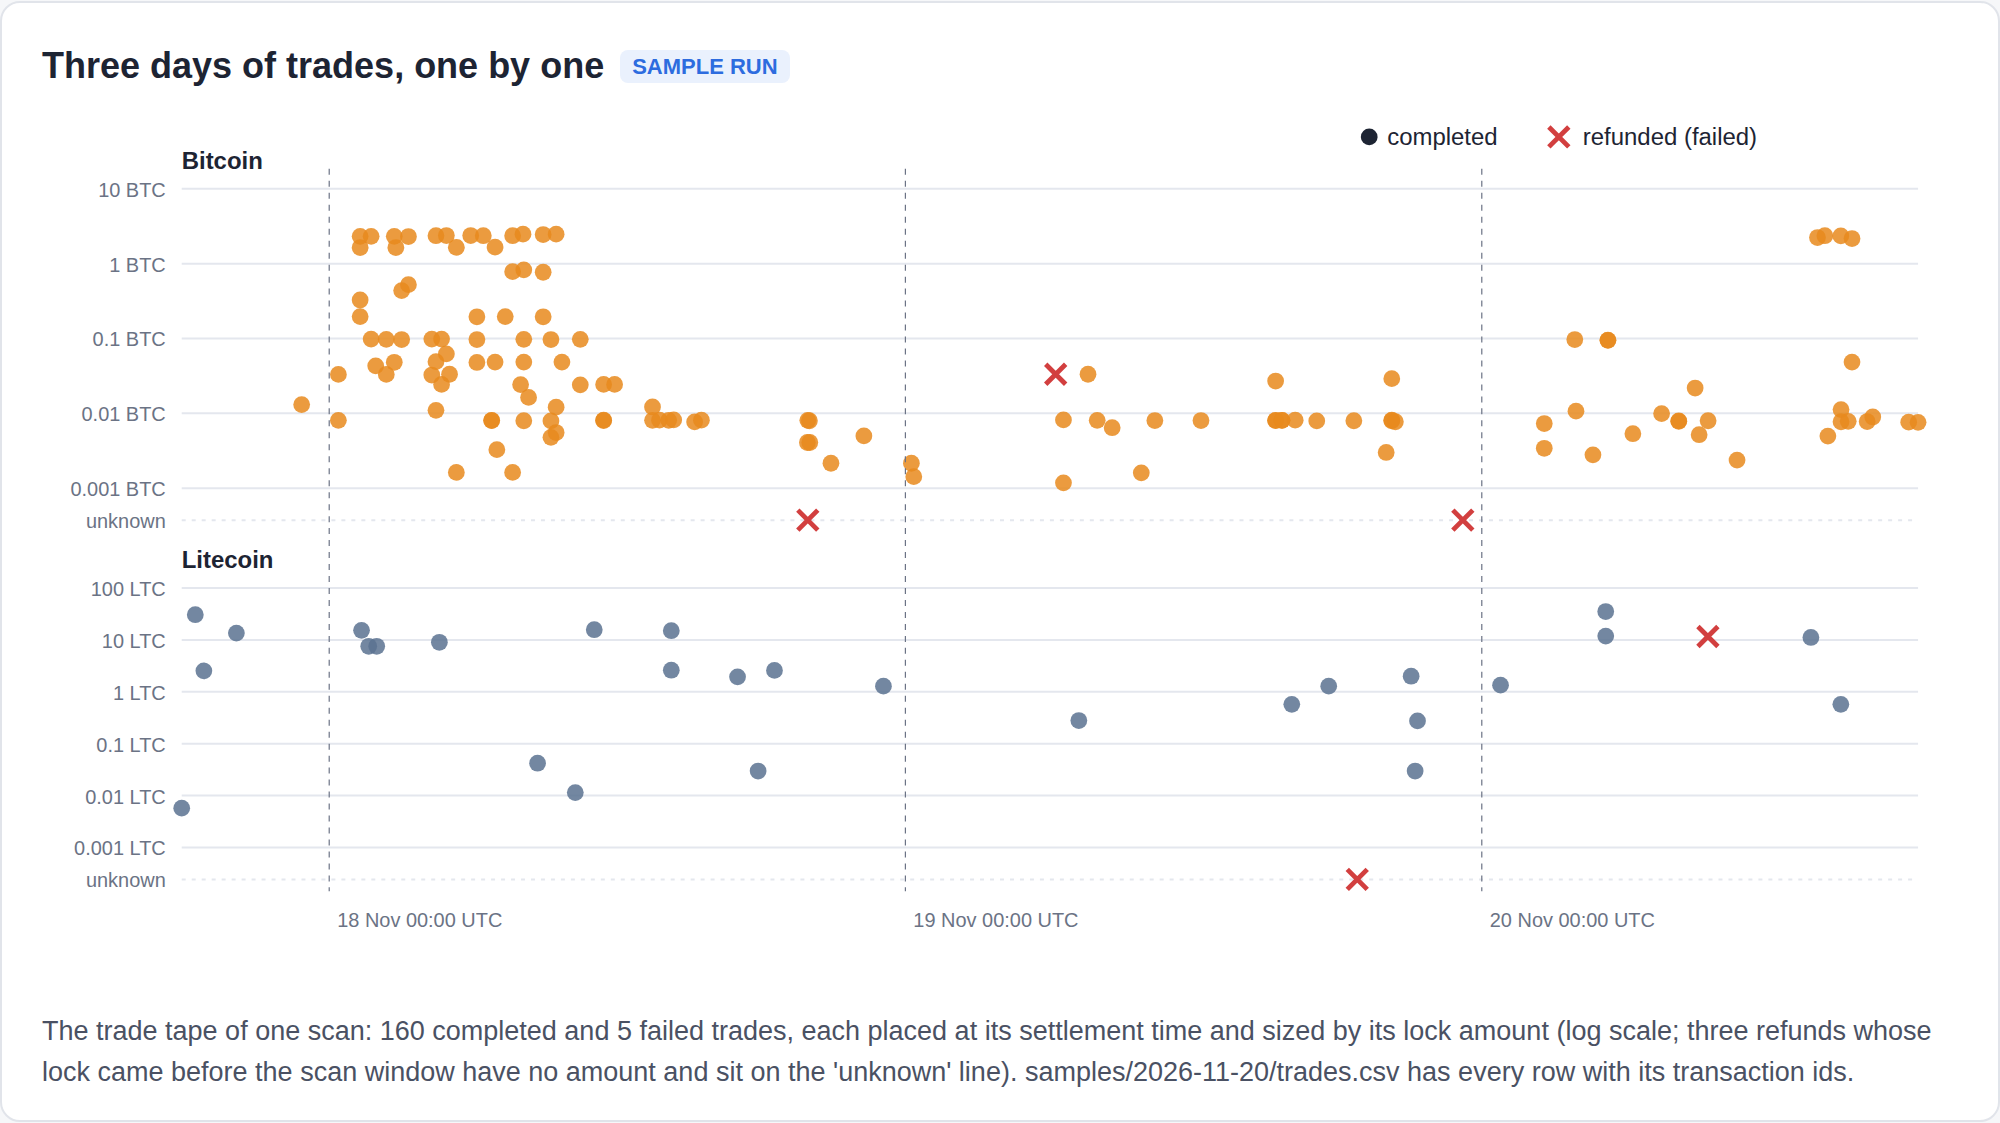 Three days of trades, one by one SAMPLE RUN
completed refunded (failed)
Bitcoin
10 BTC
1 BTC
0.1 BTC
0.01 BTC
0.001 BTC
unknown
Litecoin
100 LTC
10 LTC
1 LTC
0.1 LTC
0.01 LTC
0.001 LTC
unknown
18 Nov 00:00 UTC 19 Nov 00:00 UTC 20 Nov 00:00 UTC
The trade tape of one scan: 160 completed and 5 failed trades, each placed at its settlement time and sized by its lock amount (log scale; three refunds whose
lock came before the scan window have no amount and sit on the 'unknown' line). samples/2026-11-20/trades.csv has every row with its transaction ids.